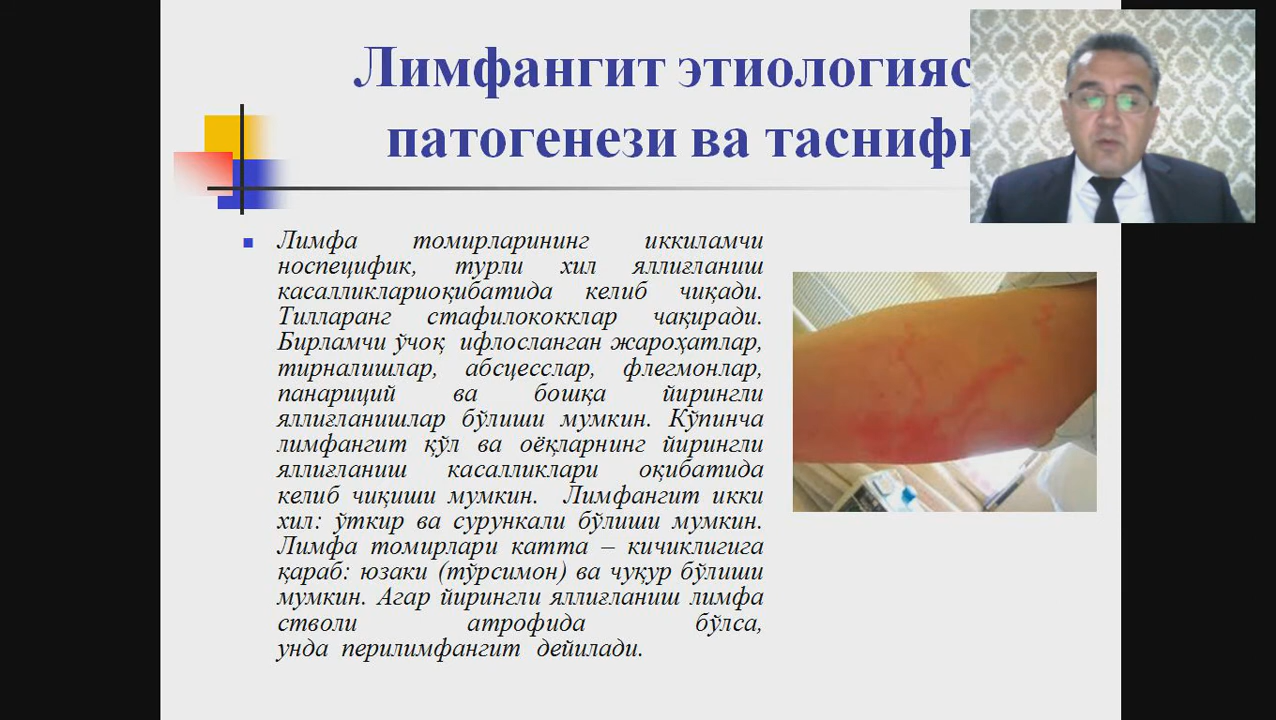 Лимфангит этиологияс
патогенези ва таснифи
Лимфа томирларининг иккиламчи
носпецифик, турли хил яллиғланиш
касалликлариоқибатида келиб чиқади.
Тилларанг стафилококклар чақиради.
Бирламчи ўчоқ ифлосланган жароҳатлар,
тирналишлар, абсцесслар, флегмонлар,
панариций ва бошқа йирингли
яллиғланишлар бўлиши мумкин. Кўпинча
лимфангит қўл ва оёқларнинг йирингли
яллиғланиш касалликлари оқибатида
келиб чиқиши мумкин. Лимфангит икки
хил: ўткир ва сурункали бўлиши мумкин.
Лимфа томирлари катта – кичиклигига
қараб: юзаки (тўрсимон) ва чуқур бўлиши
мумкин. Агар йирингли яллиғланиш лимфа
стволи атрофида бўлса,
унда перилимфангит дейилади.